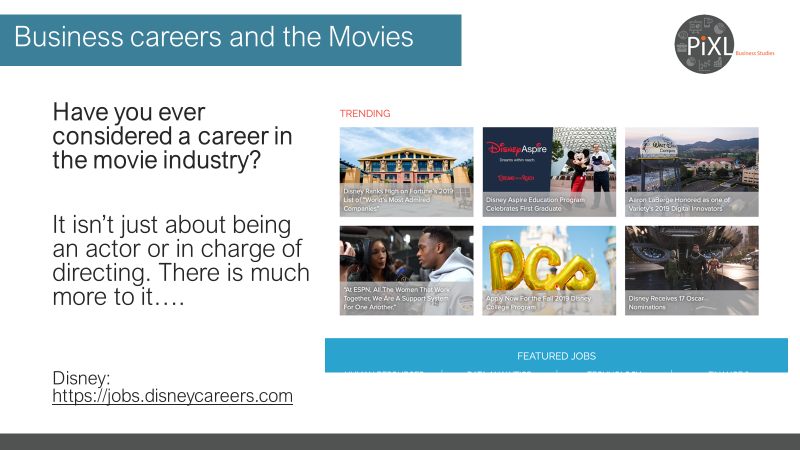 Business careers and the Movies
PiXL
Business Studies
Have you ever
considered a career in
the movie industry?
It isn’t just about being
an actor or in charge of
directing. There is much
more to it….
Disney:
https://jobs.disneycareers.com
TRENDING
Disney Ranks High on Fortune's 2019
List of "World's Most Admired
Companies"
Disney Aspire
Dreams within reach
Disney Aspire Education Program
Celebrates First Graduate
Aaron LaBerge Honored as one of
Variety's 2019 Digital Innovators
"At ESPN, All The Women That Work
Together, We Are A Support System
For One Another."
DCP
Apply Now For the Fall 2019 Disney
College Program
Disney Receives 17 Oscar
Nominations
FEATURED JOBS